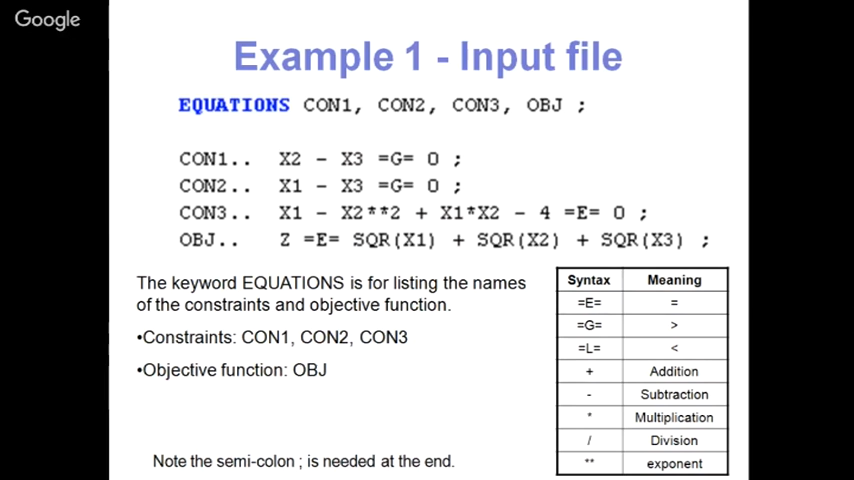 Google
Example 1 - Input file
EQUATIONS CON1, CON2, CON3, OBJ ;
CON1.. X2 - X3 =G= 0 ;
CON2.. X1 - X3 =G= 0 ;
CON3.. X1 - X2**2 + X1*X2 - 4 =E= 0 ;
OBJ.. Z =E= SQR(X1) + SQR(X2) + SQR(X3) ;
The keyword EQUATIONS is for listing the names
of the constraints and objective function.
•Constraints: CON1, CON2, CON3
•Objective function: OBJ
Note the semi-colon ; is needed at the end.
Syntax Meaning
=E= =
=G= >
=L= <
+ Addition
- Subtraction
* Multiplication
/ Division
** exponent